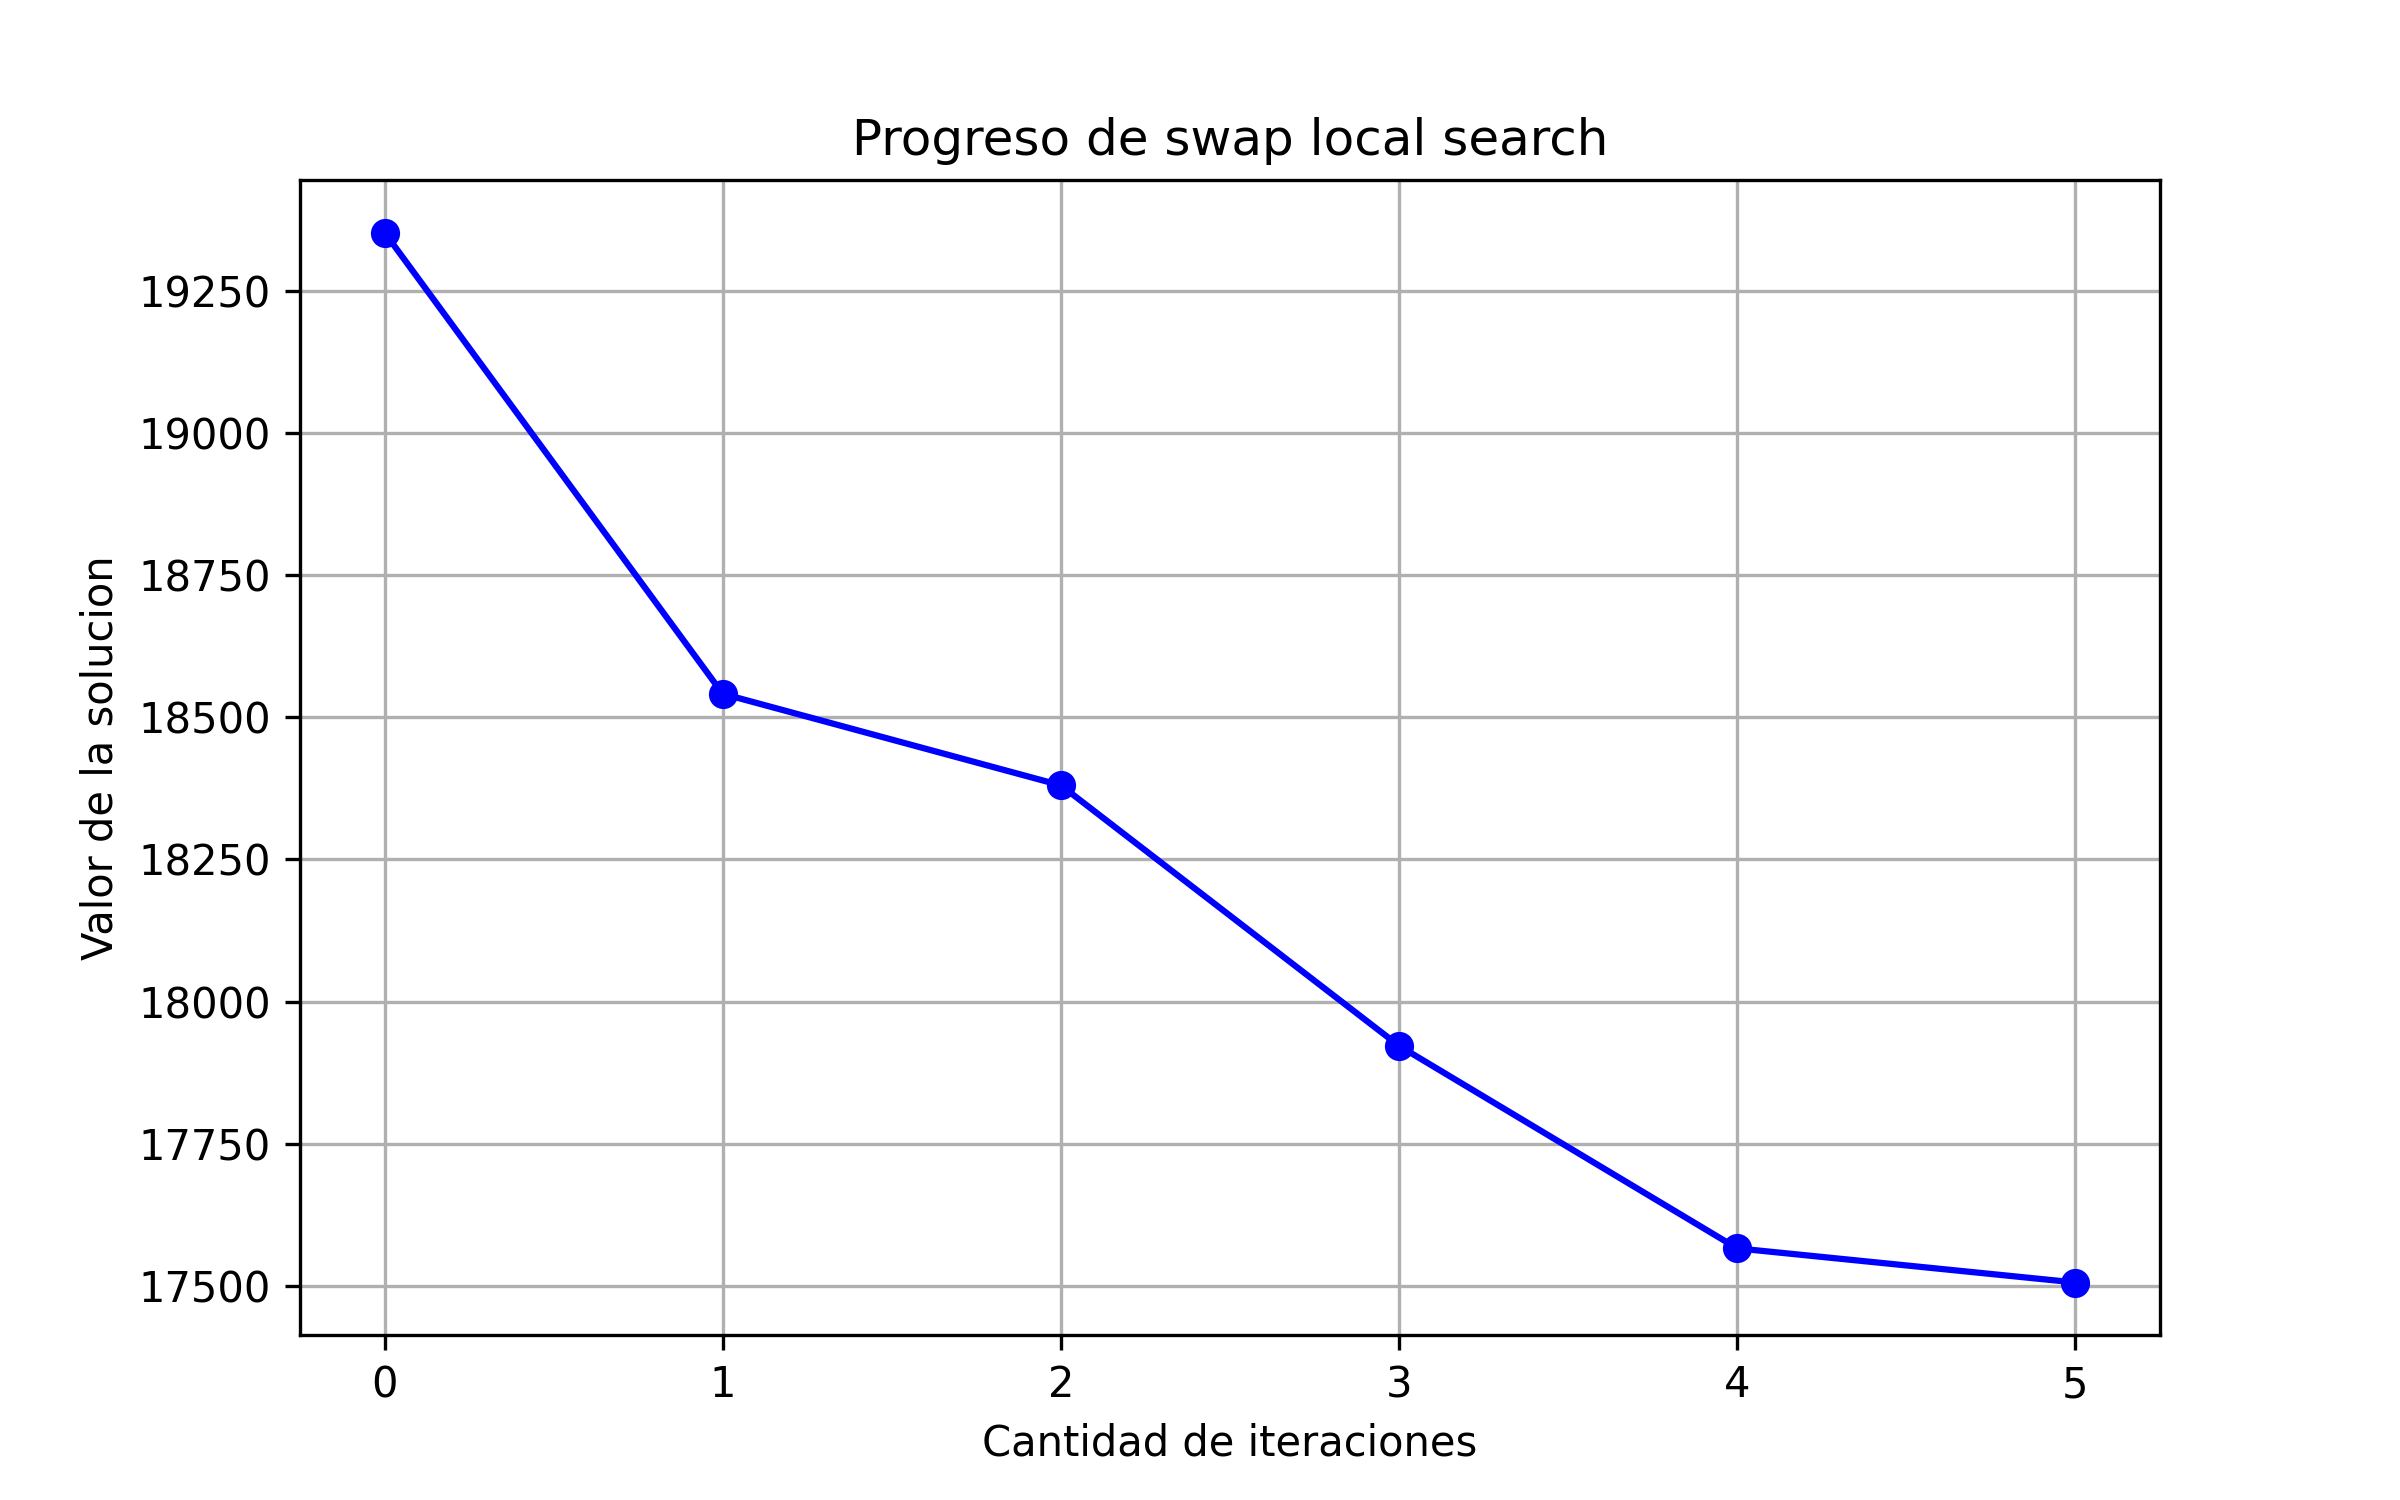 Progreso de swap local search
Valor de la solucion
19250
19000
18750
18500
18250
18000
17750
17500
0 1 2 3 4 5
Cantidad de iteraciones